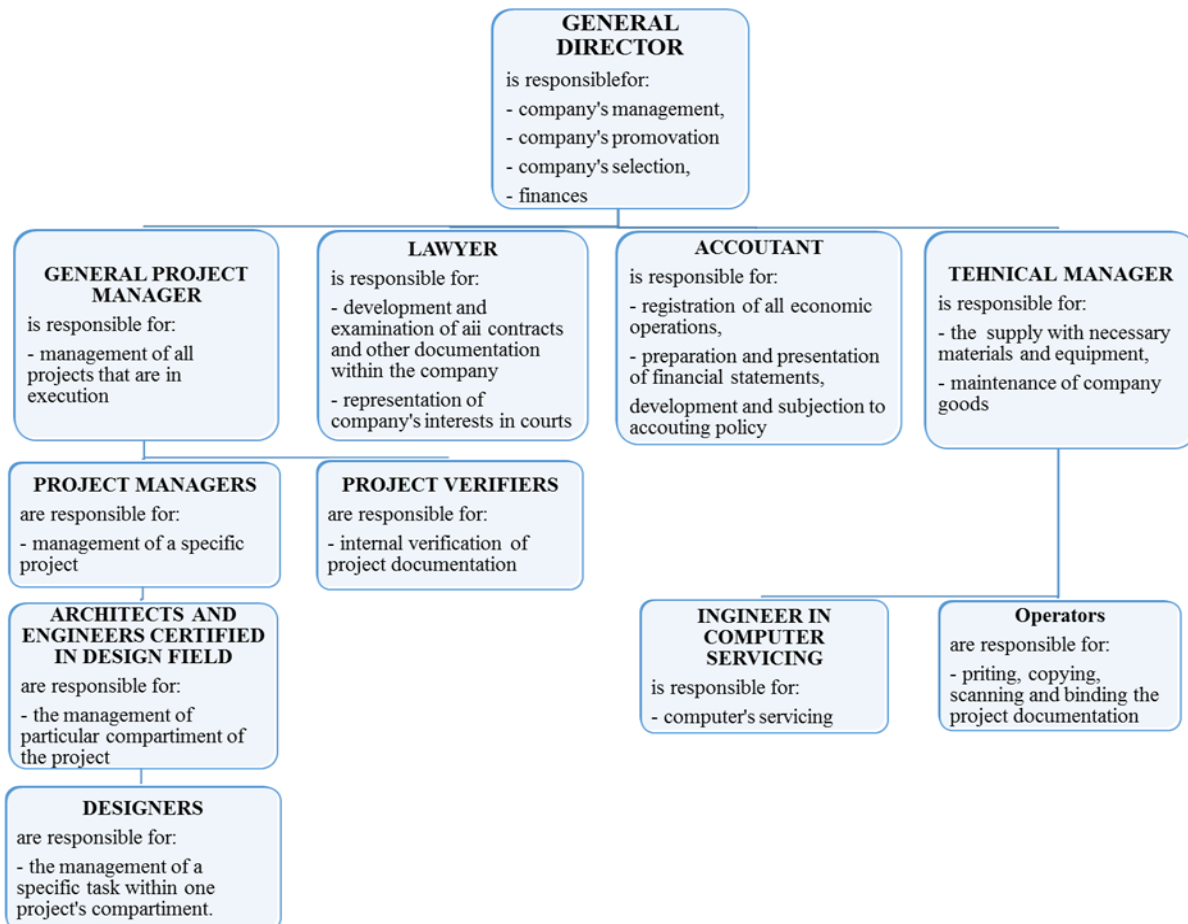 GENERAL
DIRECTOR
is responsiblefor:
- company's management,
- company's promovation
- company's selection,
- finances
GENERAL PROJECT
MANAGER
is responsible for:
- management of all
projects that are in
execution
LAWYER
is responsible for:
- development and
examination of aii contracts
and other documentation
within the company
- representation of
company's interests in courts
ACCOUTANT
is responsible for:
- registration of all economic
operations,
- preparation and presentation
of financial statements,
development and subjection to
accouting policy
TEHNICAL MANAGER
is responsible for:
- the supply with necessary
materials and equipment,
- maintenance of company
goods
PROJECT MANAGERS
are responsible for:
- management of a specific
project
PROJECT VERIFIERS
are responsible for:
- internal verification of
project documentation
ARCHITECTS AND
ENGINEERS CERTIFIED
IN DESIGN FIELD
are responsible for:
- the management of
particular compartiment of
the project
INGINEER IN
COMPUTER
SERVICING
is responsible for:
- computer's servicing
Operators
are responsible for:
- priting, copying,
scanning and binding the
project documentation
DESIGNERS
are responsible for:
- the management of a
specific task within one
project's compartiment.